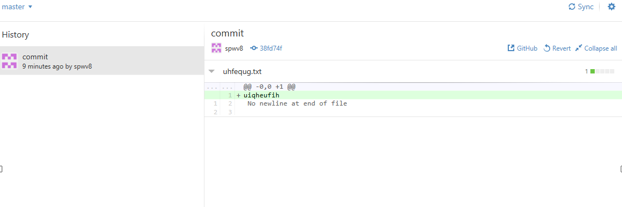 master
Sync
History
commit
9 minutes ago by spwv8
commit
spwv8 38fd74f GitHub Revert Collapse all
uhfequg.txt 1
... ... @@ -0,0 +1 @@
1 + uiqheufih
1 2 No newline at end of file
2 3